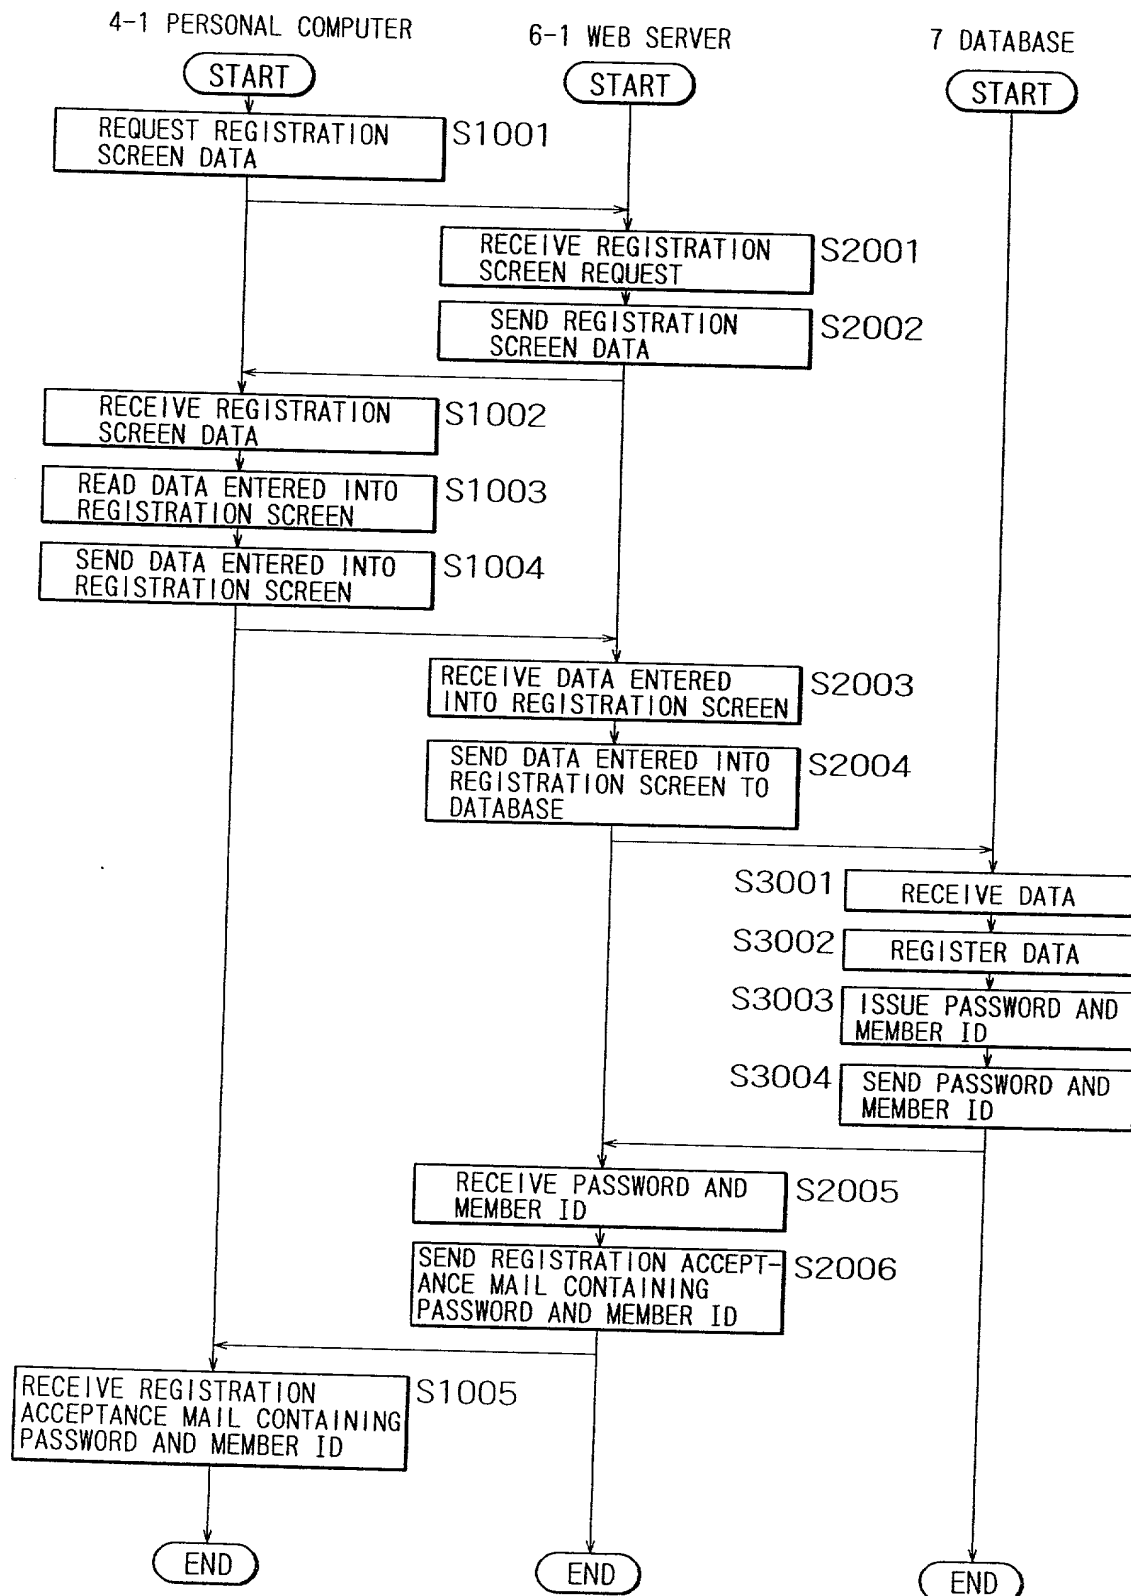 4-1 PERSONAL COMPUTER
6-1 WEB SERVER
7 DATABASE
START
START
START
REQUEST REGISTRATION
SCREEN DATA
S1001
RECEIVE REGISTRATION
SCREEN REQUEST
S2001
SEND REGISTRATION
SCREEN DATA
S2002
RECEIVE REGISTRATION
SCREEN DATA
S1002
READ DATA ENTERED INTO
REGISTRATION SCREEN
S1003
SEND DATA ENTERED INTO
REGISTRATION SCREEN
S1004
RECEIVE DATA ENTERED
INTO REGISTRATION SCREEN
S2003
SEND DATA ENTERED INTO
REGISTRATION SCREEN TO
DATABASE
S2004
S3001
RECEIVE DATA
S3002
REGISTER DATA
S3003
ISSUE PASSWORD AND
MEMBER ID
S3004
SEND PASSWORD AND
MEMBER ID
RECEIVE PASSWORD AND
MEMBER ID
S2005
SEND REGISTRATION ACCEPT-
ANCE MAIL CONTAINING
PASSWORD AND MEMBER ID
S2006
RECEIVE REGISTRATION
ACCEPTANCE MAIL CONTAINING
PASSWORD AND MEMBER ID
S1005
END
END
END